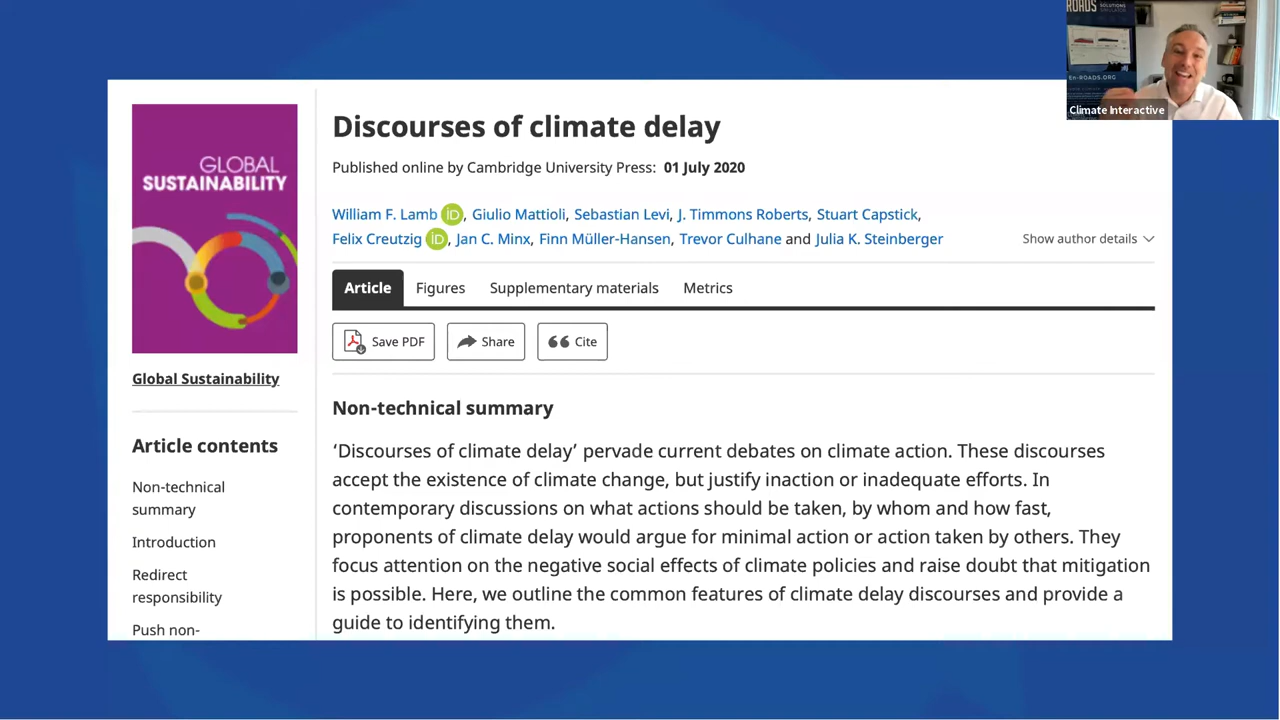 ROADS
SOLUTIONS
SIMULATOR
En-ROADS.ORG
Climate Interactive
GLOBAL
SUSTAINABILITY
Global Sustainability
Article contents
Non-technical
summary
Introduction
Redirect
responsibility
Push non-
Discourses of climate delay
Published online by Cambridge University Press: 01 July 2020
William F. Lamb iD, Giulio Mattioli, Sebastian Levi, J. Timmons Roberts, Stuart Capstick,
Felix Creutzig iD, Jan C. Minx, Finn Müller-Hansen, Trevor Culhane and Julia K. Steinberger
Show author details
Article Figures Supplementary materials Metrics
Save PDF Share Cite
Non-technical summary
‘Discourses of climate delay’ pervade current debates on climate action. These discourses
accept the existence of climate change, but justify inaction or inadequate efforts. In
contemporary discussions on what actions should be taken, by whom and how fast,
proponents of climate delay would argue for minimal action or action taken by others. They
focus attention on the negative social effects of climate policies and raise doubt that mitigation
is possible. Here, we outline the common features of climate delay discourses and provide a
guide to identifying them.